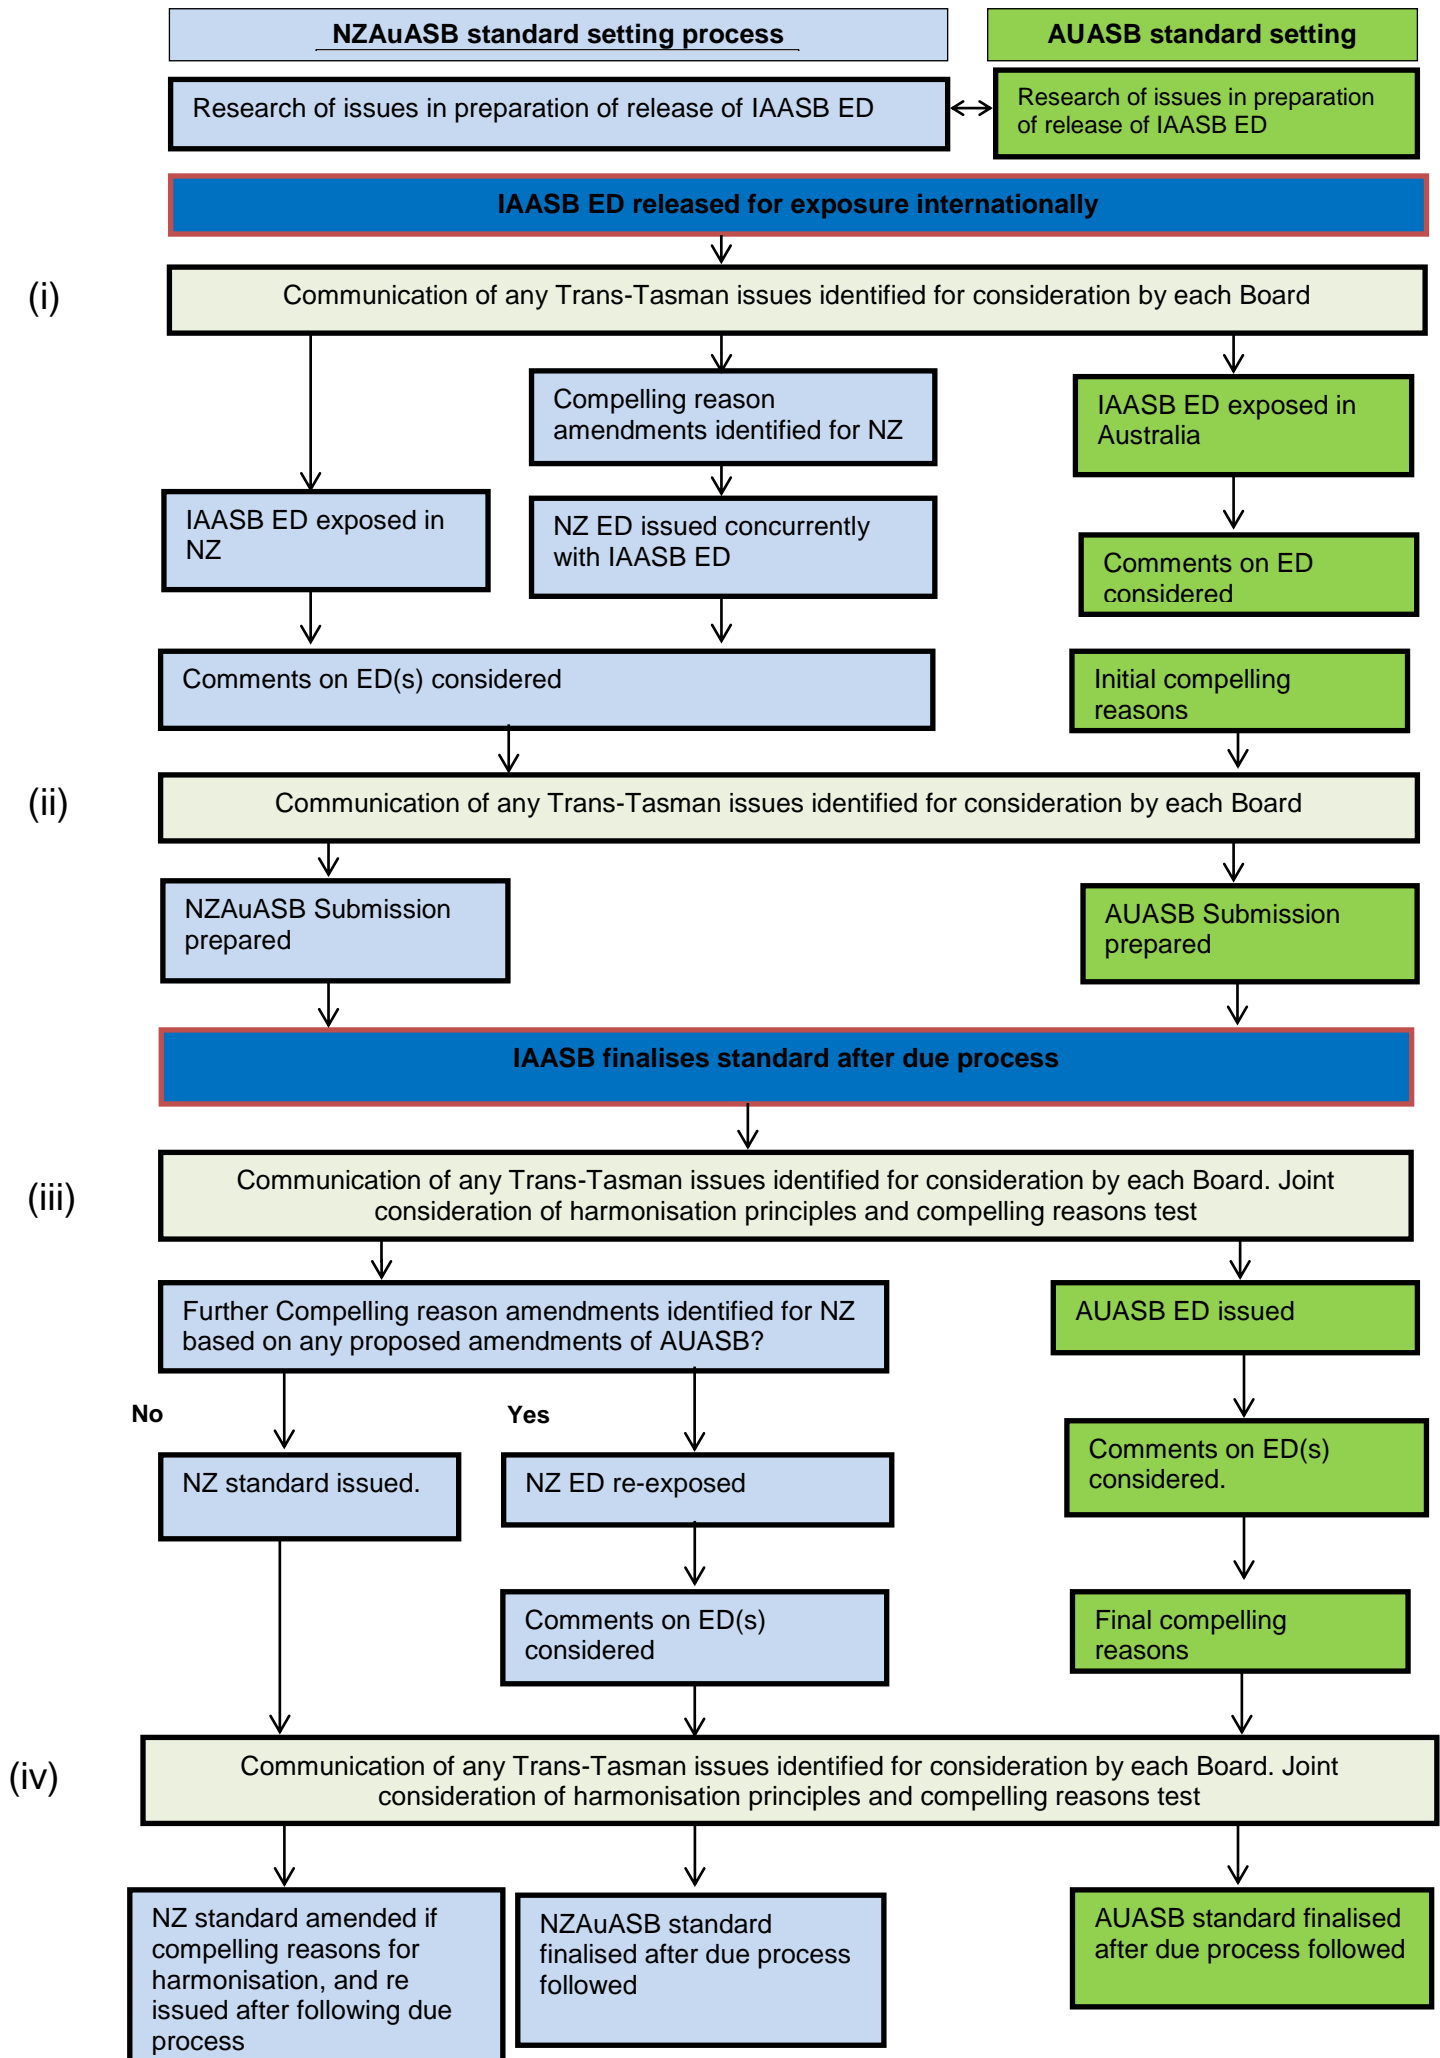 NZAuASB standard setting process
AUASB standard setting
Research of issues in preparation of release of IAASB ED
Research of issues in preparation
of release of IAASB ED
IAASB ED released for exposure internationally
(i)
Communication of any Trans-Tasman issues identified for consideration by each Board
Compelling reason
amendments identified for NZ
IAASB ED exposed in
Australia
IAASB ED exposed in
NZ
NZ ED issued concurrently
with IAASB ED
Comments on ED
considered
Comments on ED(s) considered
Initial compelling
reasons
(ii)
Communication of any Trans-Tasman issues identified for consideration by each Board
NZAuASB Submission
prepared
AUASB Submission
prepared
IAASB finalises standard after due process
(iii)
Communication of any Trans-Tasman issues identified for consideration by each Board. Joint
consideration of harmonisation principles and compelling reasons test
Further Compelling reason amendments identified for NZ
based on any proposed amendments of AUASB?
AUASB ED issued
No
Yes
NZ standard issued.
NZ ED re-exposed
Comments on ED(s)
considered.
Comments on ED(s)
considered
Final compelling
reasons
(iv)
Communication of any Trans-Tasman issues identified for consideration by each Board. Joint
consideration of harmonisation principles and compelling reasons test
NZ standard amended if
compelling reasons for
harmonisation, and re
issued after following due
process
NZAuASB standard
finalised after due process
followed
AUASB standard finalised
after due process followed